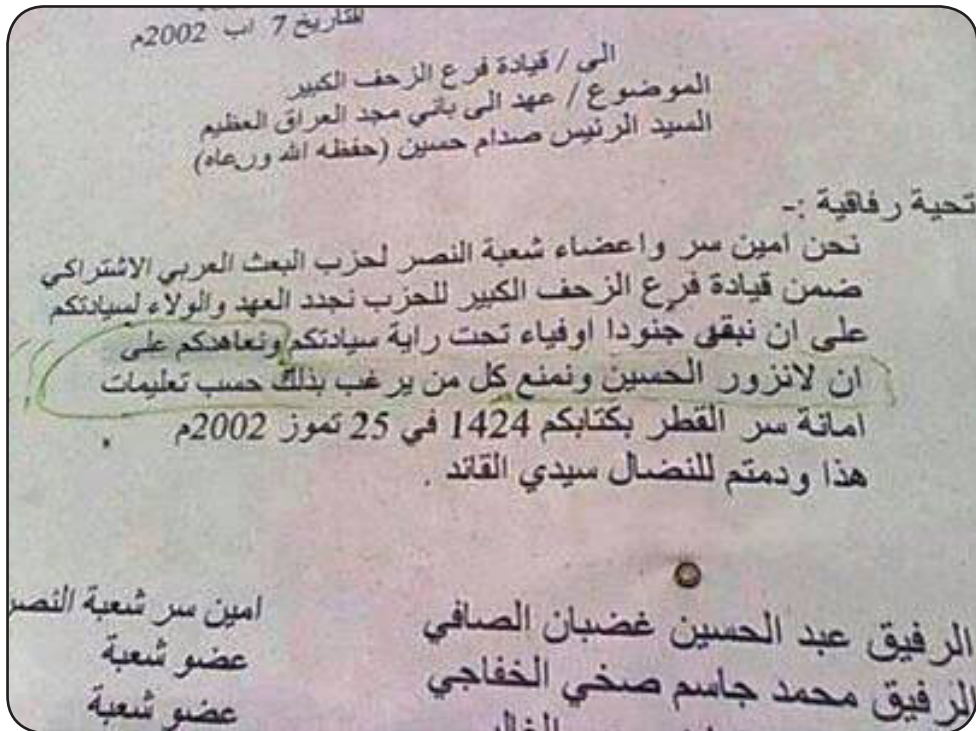 التاريخ 7 اب 2002م
الى / قيادة فرع الزحف الكبير
الموضوع / عهد الى باني مجد العراق العظيم
السيد الرئيس صدام حسين (حفظه الله ورعاه)
تحية رفاقية :-
نحن امين سر واعضاء شعبة النصر لحزب البعث العربي الاشتراكي
ضمن قيادة فرع الزحف الكبير للحزب نجدد العهد والولاء لسيادتكم
على ان نبقى جنودا اوفياء تحت راية سيادتكم ونعاهدكم على
ان لانزور الحسين ونمنع كل من يرغب بذلك حسب تعليمات
امانة سر القطر بكتابكم 1424 في 25 تموز 2002م
هذا ودمتم للنضال سيدي القائد .
الرفيق عبد الحسين غضبان الصافي امين سر شعبة النصر
الرفيق محمد جاسم صخي الخفاجي عضو شعبة
عضو شعبة